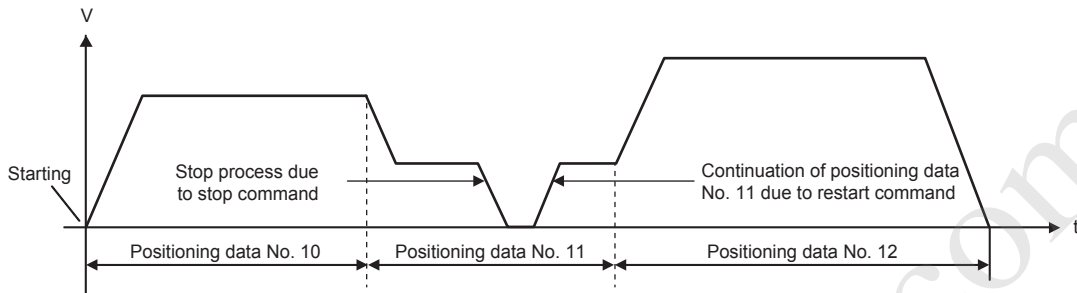 V
Starting
Stop process due
to stop command
Continuation of positioning data
No. 11 due to restart command
t
Positioning data No. 10
Positioning data No. 11
Positioning data No. 12
com